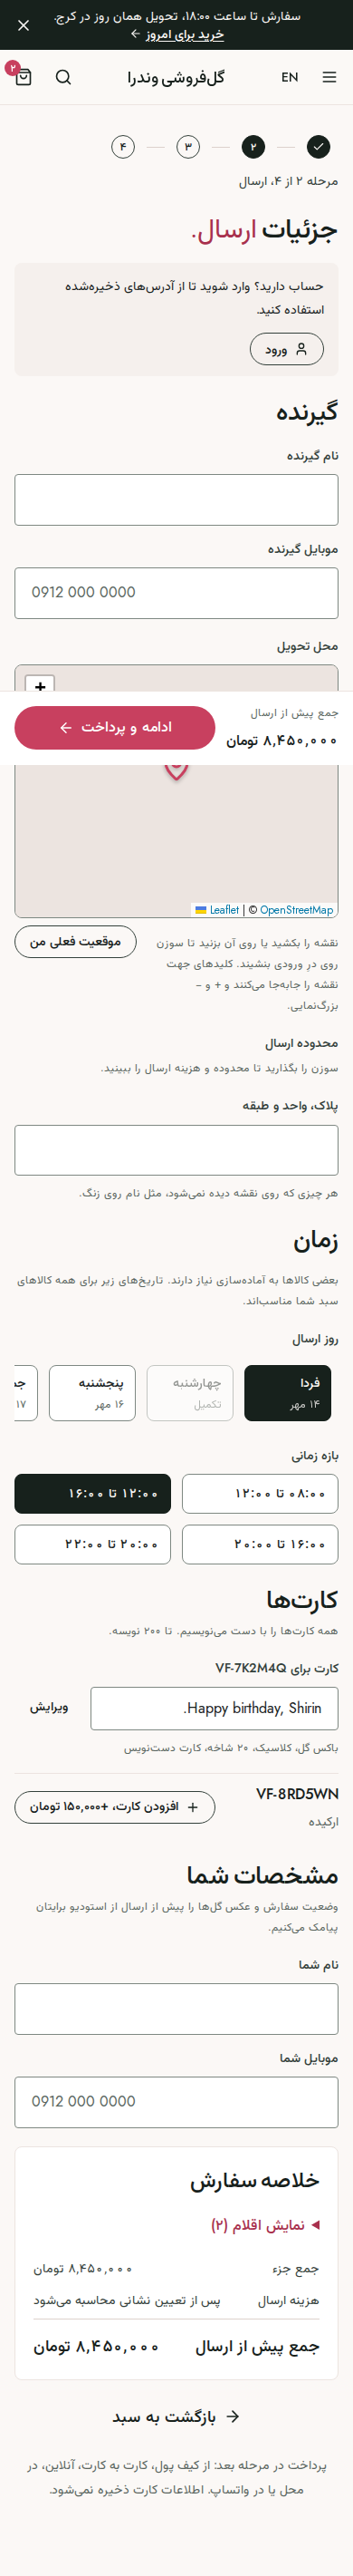 سفارش تا ساعت ۱۸:۰۰، تحویل همان روز در کرج.
خرید برای امروز ←
EN
گل‌فروشی وندرا
۲
۲
۳
۴
مرحله ۲ از ۴، ارسال
جزئیات ارسال.
حساب دارید؟ وارد شوید تا از آدرس‌های ذخیره‌شده
استفاده کنید.
ورود
گیرنده
نام گیرنده
موبایل گیرنده
0912 000 0000
محل تحویل
+
جمع پیش از ارسال
۸,۴۵۰,۰۰۰ تومان
ادامه و پرداخت ←
Leaflet | © OpenStreetMap
نقشه را بکشید یا روی آن بزنید تا سوزن
روی درِ ورودی بنشیند. کلیدهای جهت
نقشه را جابه‌جا می‌کنند و + و –
بزرگ‌نمایی.
موقعیت فعلی من
محدوده ارسال
سوزن را بگذارید تا محدوده و هزینه ارسال را ببینید.
پلاک، واحد و طبقه
هر چیزی که روی نقشه دیده نمی‌شود، مثل نام روی زنگ.
زمان
بعضی کالاها به آماده‌سازی نیاز دارند. تاریخ‌های زیر برای همه کالاهای
سبد شما مناسب‌اند.
روز ارسال
فردا
۱۴ مهر
چهارشنبه
تکمیل
پنجشنبه
۱۶ مهر
۱۷
بازه زمانی
۰۸:۰۰ تا ۱۲:۰۰
۱۲:۰۰ تا ۱۶:۰۰
۱۶:۰۰ تا ۲۰:۰۰
۲۰:۰۰ تا ۲۲:۰۰
کارت‌ها
همه کارت‌ها را با دست می‌نویسیم. تا ۲۰۰ نویسه.
کارت برای VF-7K2M4Q
Happy birthday, Shirin.
ویرایش
باکس گل، کلاسیک، ۲۰ شاخه، کارت دست‌نویس
VF-8RD5WN
ارکیده
+ افزودن کارت، +۱۵۰,۰۰۰ تومان
مشخصات شما
وضعیت سفارش و عکس گل‌ها را پیش از ارسال از استودیو برایتان
پیامک می‌کنیم.
نام شما
موبایل شما
0912 000 0000
خلاصه سفارش
نمایش اقلام (۲)
جمع جزء
۸,۴۵۰,۰۰۰ تومان
هزینه ارسال
پس از تعیین نشانی محاسبه می‌شود
جمع پیش از ارسال
۸,۴۵۰,۰۰۰ تومان
→ بازگشت به سبد
پرداخت در مرحله بعد: از کیف پول، کارت به کارت، آنلاین، در
محل یا در واتساپ. اطلاعات کارت ذخیره نمی‌شود.